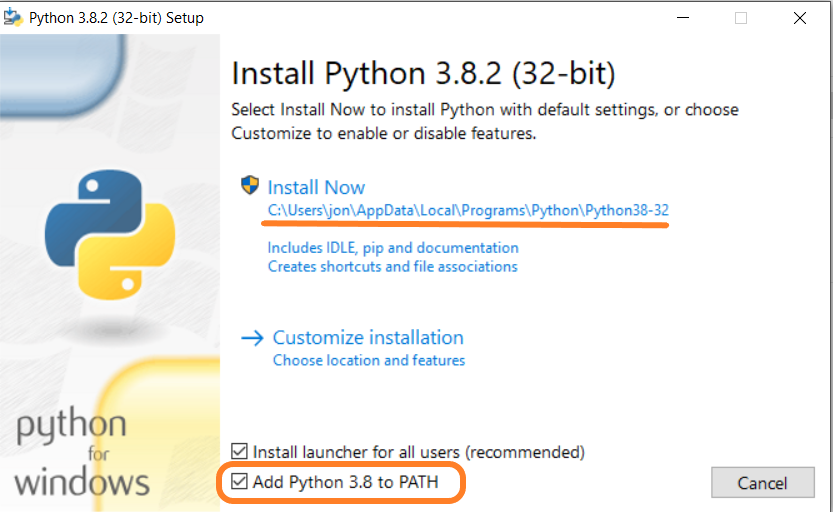 Python 3.8.2 (32-bit) Setup
Install Python 3.8.2 (32-bit)
Select Install Now to install Python with default settings, or choose
Customize to enable or disable features.
Install Now
C:\Users\jon\AppData\Local\Programs\Python\Python38-32
Includes IDLE, pip and documentation
Creates shortcuts and file associations
Customize installation
Choose location and features
python
for
windows
Install launcher for all users (recommended)
Add Python 3.8 to PATH
Cancel